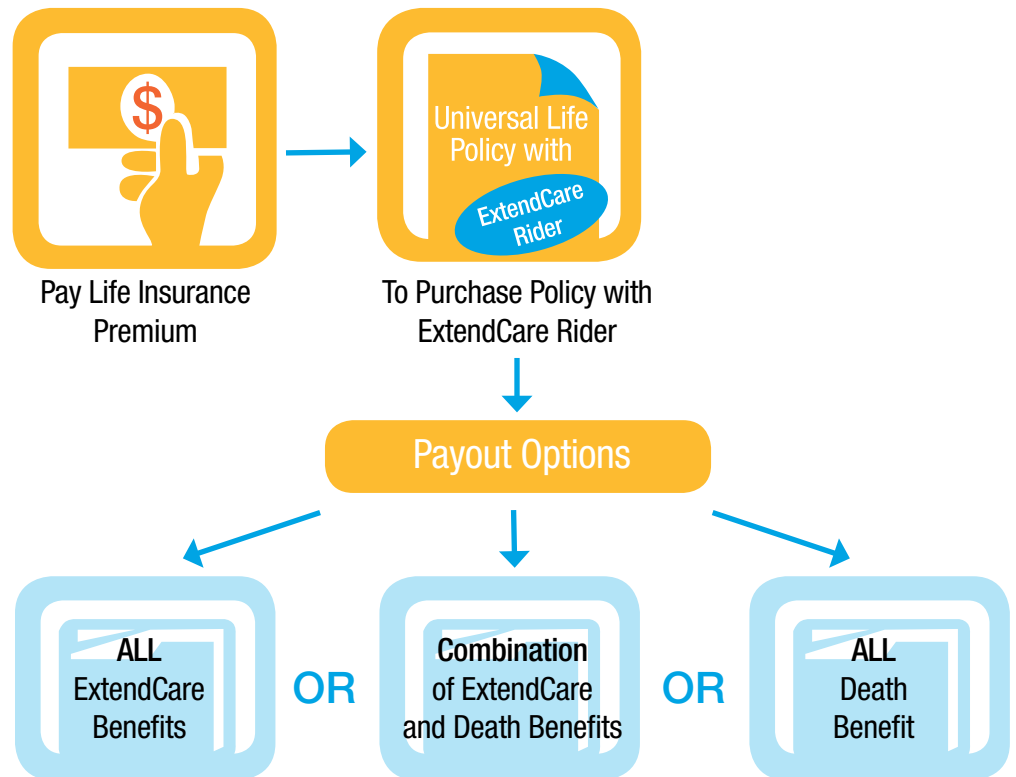 $
Universal Life
Policy with
ExtendCare
Rider
Pay Life Insurance
Premium
To Purchase Policy with
ExtendCare Rider
Payout Options
ALL
ExtendCare
Benefits
OR
Combination
of ExtendCare
and Death Benefits
OR
ALL
Death
Benefit